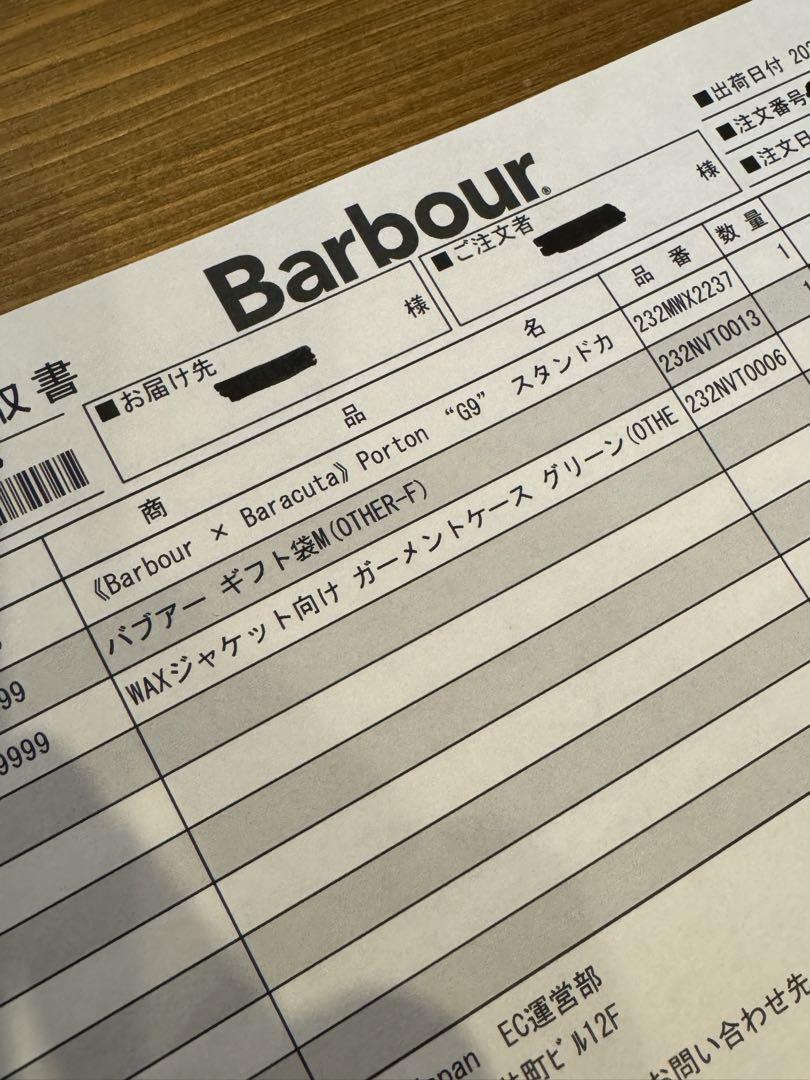 Barbour®
■出荷日付 202
■注文番号
■注文日
収書
■お届け先 様
■ご注文者 様
商 品 名 品 番 数 量
《Barbour × Baracuta》Porton “G9” スタンドカ 232MWX2237 1
99 バブアー ギフト袋M(OTHER-F) 232NVT0013 1
9999 WAXジャケット向け ガーメントケース グリーン(OTHE 232NVT0006
apan EC運営部
町ビル12F
お問い合わせ先